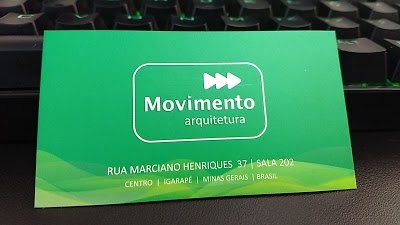 Movimento
arquitetura
RUA MARCIANO HENRIQUES 37 | SALA 202
CENTRO | IGARAPÉ | MINAS GERAIS | BRASIL